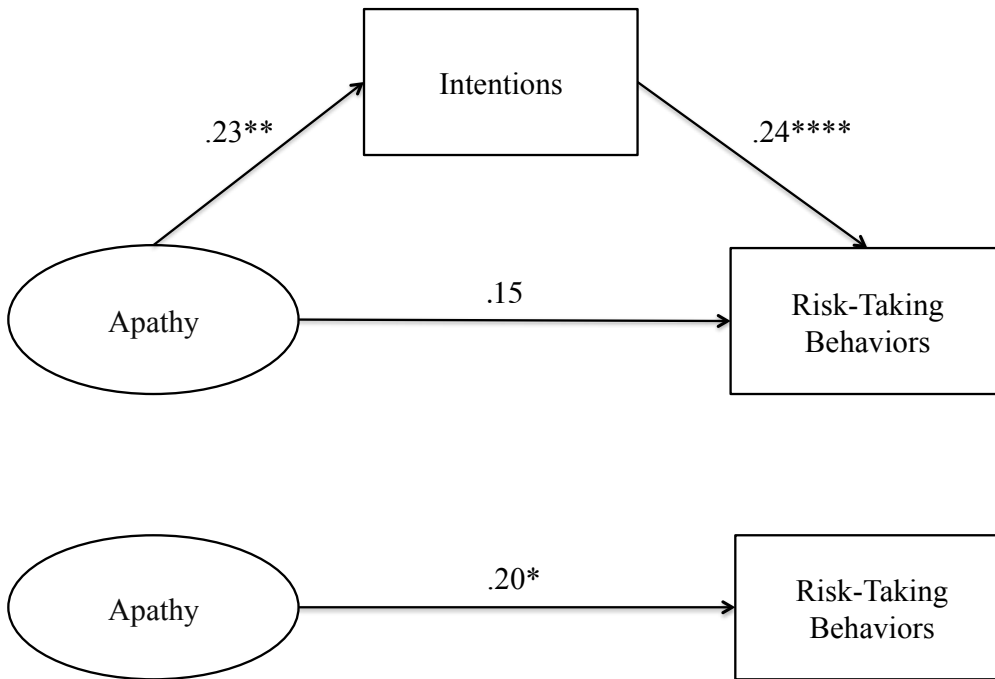 Intentions
.23**
.24****
.15
Apathy
Risk-Taking
Behaviors
.20*
Apathy
Risk-Taking
Behaviors